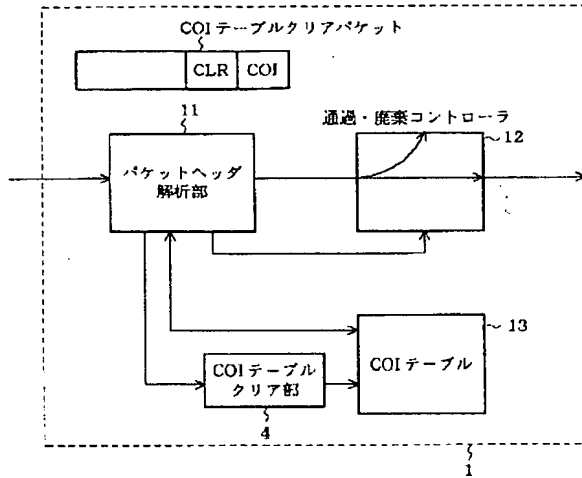 COIテーブルクリアパケット
CLR
COI
11
通過・廃棄コントローラ
12
パケットヘッダ
解析部
13
COIテーブル
COIテーブル
クリア部
4
1